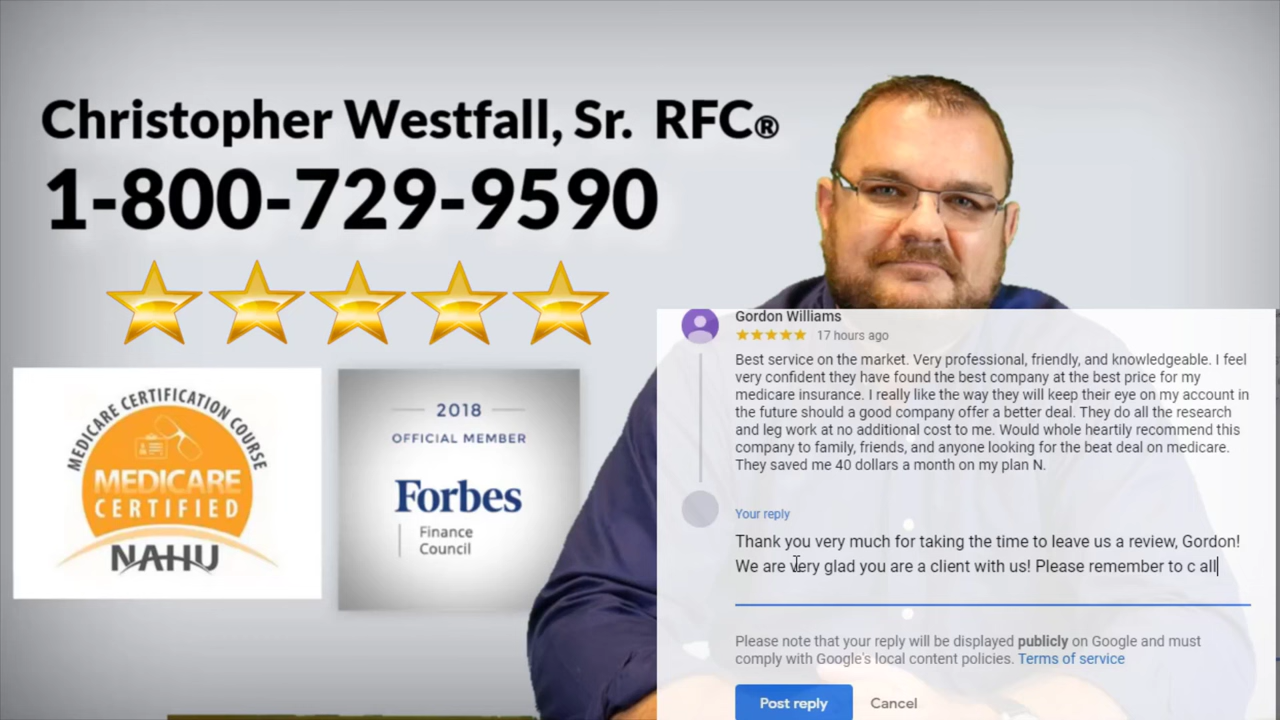 Christopher Westfall, Sr. RFC®
1-800-729-9590
MEDICARE CERTIFICATION COURSE
MEDICARE
CERTIFIED
NAHU
2018
OFFICIAL MEMBER
Forbes
Finance
Council
Gordon Williams
17 hours ago
Best service on the market. Very professional, friendly, and knowledgeable. I feel
very confident they have found the best company at the best price for my
medicare insurance. I really like the way they will keep their eye on my account in
the future should a good company offer a better deal. They do all the research
and leg work at no additional cost to me. Would whole heartily recommend this
company to family, friends, and anyone looking for the beat deal on medicare.
They saved me 40 dollars a month on my plan N.
Your reply
Thank you very much for taking the time to leave us a review, Gordon!
We are very glad you are a client with us! Please remember to c all
Please note that your reply will be displayed publicly on Google and must
comply with Google's local content policies. Terms of service
Post reply
Cancel